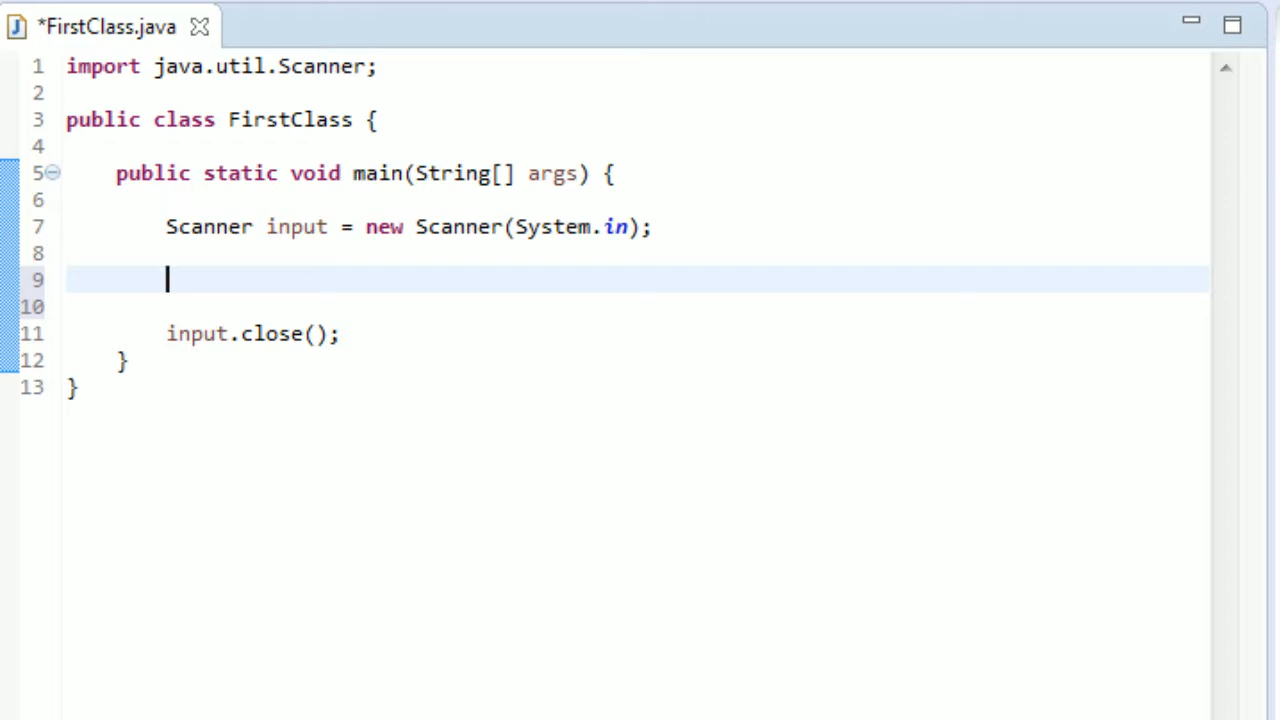 *FirstClass.java
1 import java.util.Scanner;
2
3 public class FirstClass {
4
5 public static void main(String[] args) {
6
7 Scanner input = new Scanner(System.in);
8
9
10
11 input.close();
12 }
13 }